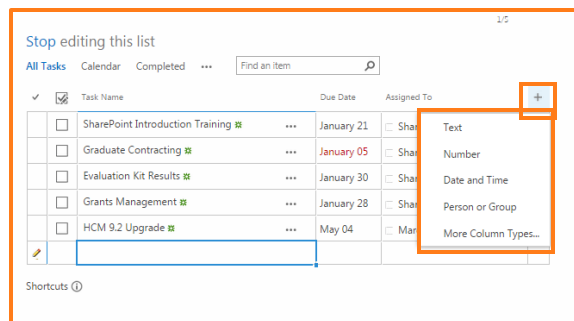 1/5
Stop editing this list
All Tasks Calendar Completed ••• Find an item
Task Name Due Date Assigned To +
SharePoint Introduction Training ••• January 21 Shar
Graduate Contracting ••• January 05 Shar
Evaluation Kit Results ••• January 30 Shar
Grants Management ••• January 28 Shar
HCM 9.2 Upgrade ••• May 04 Mar
Text
Number
Date and Time
Person or Group
More Column Types...
Shortcuts